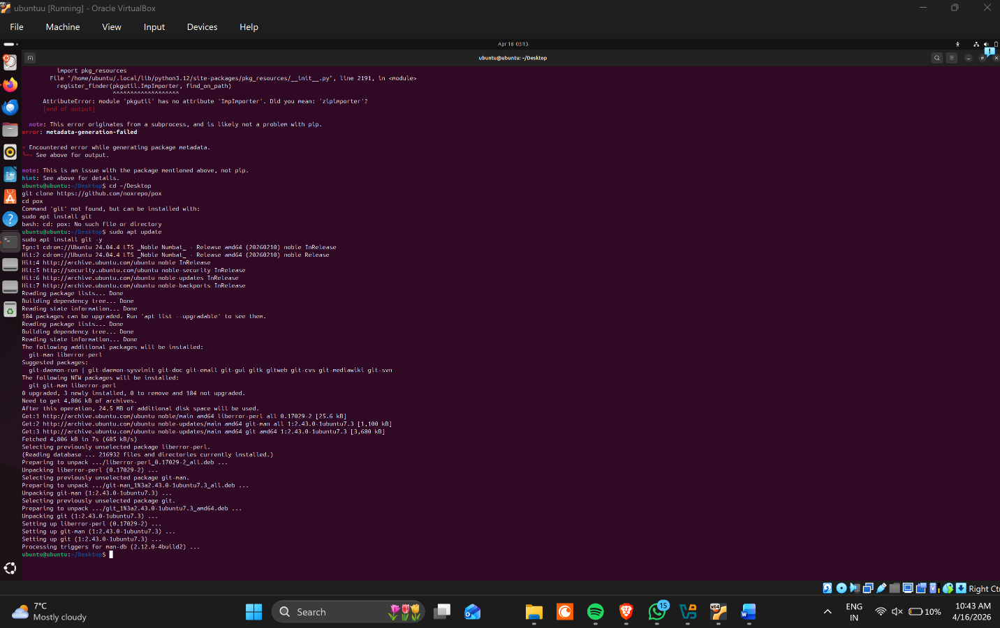 ubuntuu [Running] - Oracle VirtualBox
File Machine View Input Devices Help
Apr 16 05:13
ubuntu@ubuntu: ~/Desktop
import pkg_resources
File "/home/ubuntu/.local/lib/python3.12/site-packages/pkg_resources/__init__.py", line 2191, in <module>
register_finder(pkgutil.ImpImporter, find_on_path)
^^^^^^^^^^^^^^^^^^^
AttributeError: module 'pkgutil' has no attribute 'ImpImporter'. Did you mean: 'zipimporter'?
[end of output]
note: This error originates from a subprocess, and is likely not a problem with pip.
error: metadata-generation-failed
× Encountered error while generating package metadata.
╰─> See above for output.
note: This is an issue with the package mentioned above, not pip.
hint: See above for details.
ubuntu@ubuntu:~/Desktop$ cd ~/Desktop
git clone https://github.com/noxrepo/pox
cd pox
Command 'git' not found, but can be installed with:
sudo apt install git
bash: cd: pox: No such file or directory
ubuntu@ubuntu:~/Desktop$ sudo apt update
sudo apt install git -y
Ign:1 cdrom://Ubuntu 24.04.4 LTS _Noble Numbat_ - Release amd64 (20260210) noble InRelease
Hit:2 cdrom://Ubuntu 24.04.4 LTS _Noble Numbat_ - Release amd64 (20260210) noble Release
Hit:4 http://archive.ubuntu.com/ubuntu noble InRelease
Hit:5 http://security.ubuntu.com/ubuntu noble-security InRelease
Hit:6 http://archive.ubuntu.com/ubuntu noble-updates InRelease
Hit:7 http://archive.ubuntu.com/ubuntu noble-backports InRelease
Reading package lists... Done
Building dependency tree... Done
Reading state information... Done
184 packages can be upgraded. Run 'apt list --upgradable' to see them.
Reading package lists... Done
Building dependency tree... Done
Reading state information... Done
The following additional packages will be installed:
git-man liberror-perl
Suggested packages:
git-daemon-run | git-daemon-sysvinit git-doc git-email git-gui gitk gitweb git-cvs git-mediawiki git-svn
The following NEW packages will be installed:
git git-man liberror-perl
0 upgraded, 3 newly installed, 0 to remove and 184 not upgraded.
Need to get 4,806 kB of archives.
After this operation, 24.5 MB of additional disk space will be used.
Get:1 http://archive.ubuntu.com/ubuntu noble/main amd64 liberror-perl all 0.17029-2 [25.6 kB]
Get:2 http://archive.ubuntu.com/ubuntu noble-updates/main amd64 git-man all 1:2.43.0-1ubuntu7.3 [1,100 kB]
Get:3 http://archive.ubuntu.com/ubuntu noble-updates/main amd64 git amd64 1:2.43.0-1ubuntu7.3 [3,680 kB]
Fetched 4,806 kB in 7s (685 kB/s)
Selecting previously unselected package liberror-perl.
(Reading database ... 216932 files and directories currently installed.)
Preparing to unpack .../liberror-perl_0.17029-2_all.deb ...
Unpacking liberror-perl (0.17029-2) ...
Selecting previously unselected package git-man.
Preparing to unpack .../git-man_1%3a2.43.0-1ubuntu7.3_all.deb ...
Unpacking git-man (1:2.43.0-1ubuntu7.3) ...
Selecting previously unselected package git.
Preparing to unpack .../git_1%3a2.43.0-1ubuntu7.3_amd64.deb ...
Unpacking git (1:2.43.0-1ubuntu7.3) ...
Setting up liberror-perl (0.17029-2) ...
Setting up git-man (1:2.43.0-1ubuntu7.3) ...
Setting up git (1:2.43.0-1ubuntu7.3) ...
Processing triggers for man-db (2.12.0-4build2) ...
ubuntu@ubuntu:~/Desktop$
Right Ctr
7°C
Mostly cloudy
Search
15
ENG
IN
10%
10:43 AM
4/16/2026